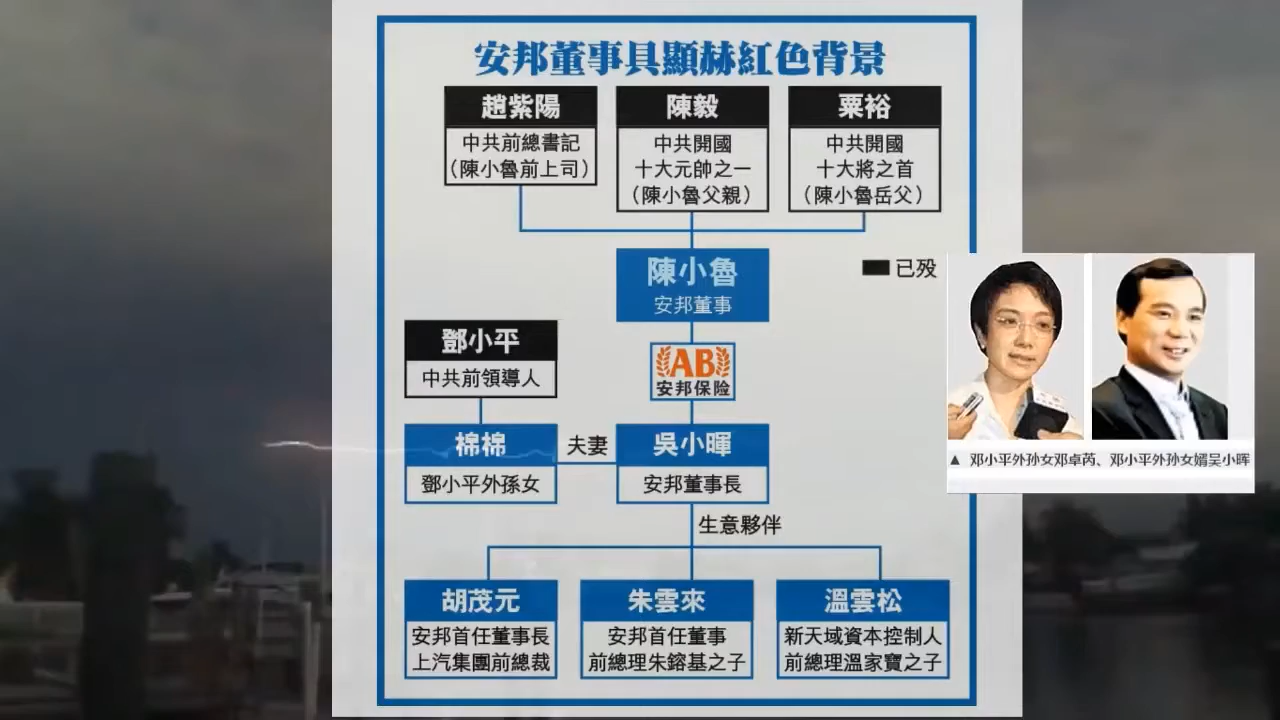 安邦董事具顯赫紅色背景
趙紫陽
中共前總書記
（陳小魯前上司）
陳毅
中共開國
十大元帥之一
（陳小魯父親）
粟裕
中共開國
十大將之首
（陳小魯岳父）
陳小魯
安邦董事
已歿
鄧小平
中共前領導人
AB
安邦保险
棉棉
鄧小平外孫女
夫妻
吳小暉
安邦董事長
▲ 邓小平外孙女邓卓芮、邓小平外孙女婿吴小晖
生意夥伴
胡茂元
安邦首任董事長
上汽集團前總裁
朱雲來
安邦首任董事
前總理朱鎔基之子
溫雲松
新天域資本控制人
前總理溫家寶之子